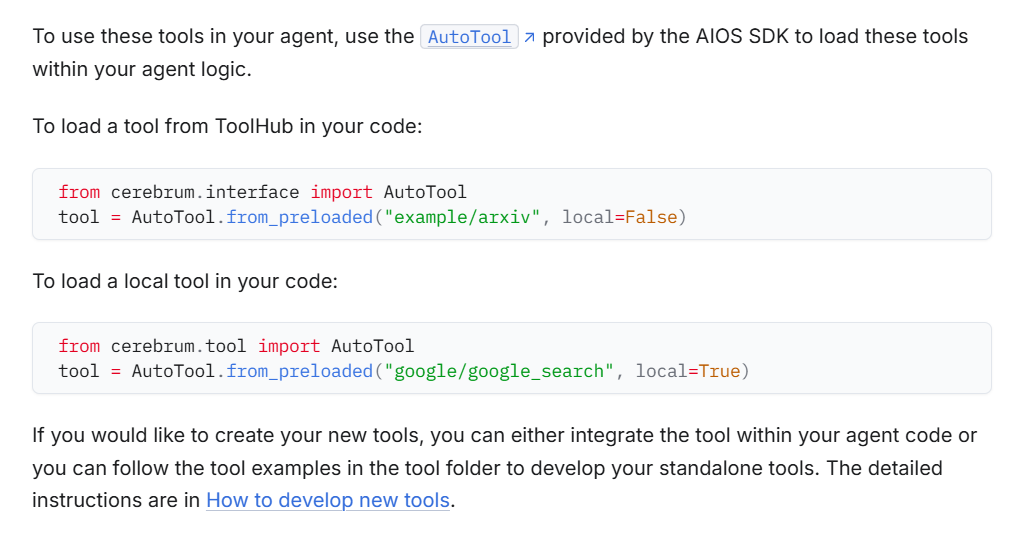 To use these tools in your agent, use the AutoTool ↗ provided by the AIOS SDK to load these tools
within your agent logic.
To load a tool from ToolHub in your code:
from cerebrum.interface import AutoTool
tool = AutoTool.from_preloaded("example/arxiv", local=False)
To load a local tool in your code:
from cerebrum.tool import AutoTool
tool = AutoTool.from_preloaded("google/google_search", local=True)
If you would like to create your new tools, you can either integrate the tool within your agent code or
you can follow the tool examples in the tool folder to develop your standalone tools. The detailed
instructions are in How to develop new tools.